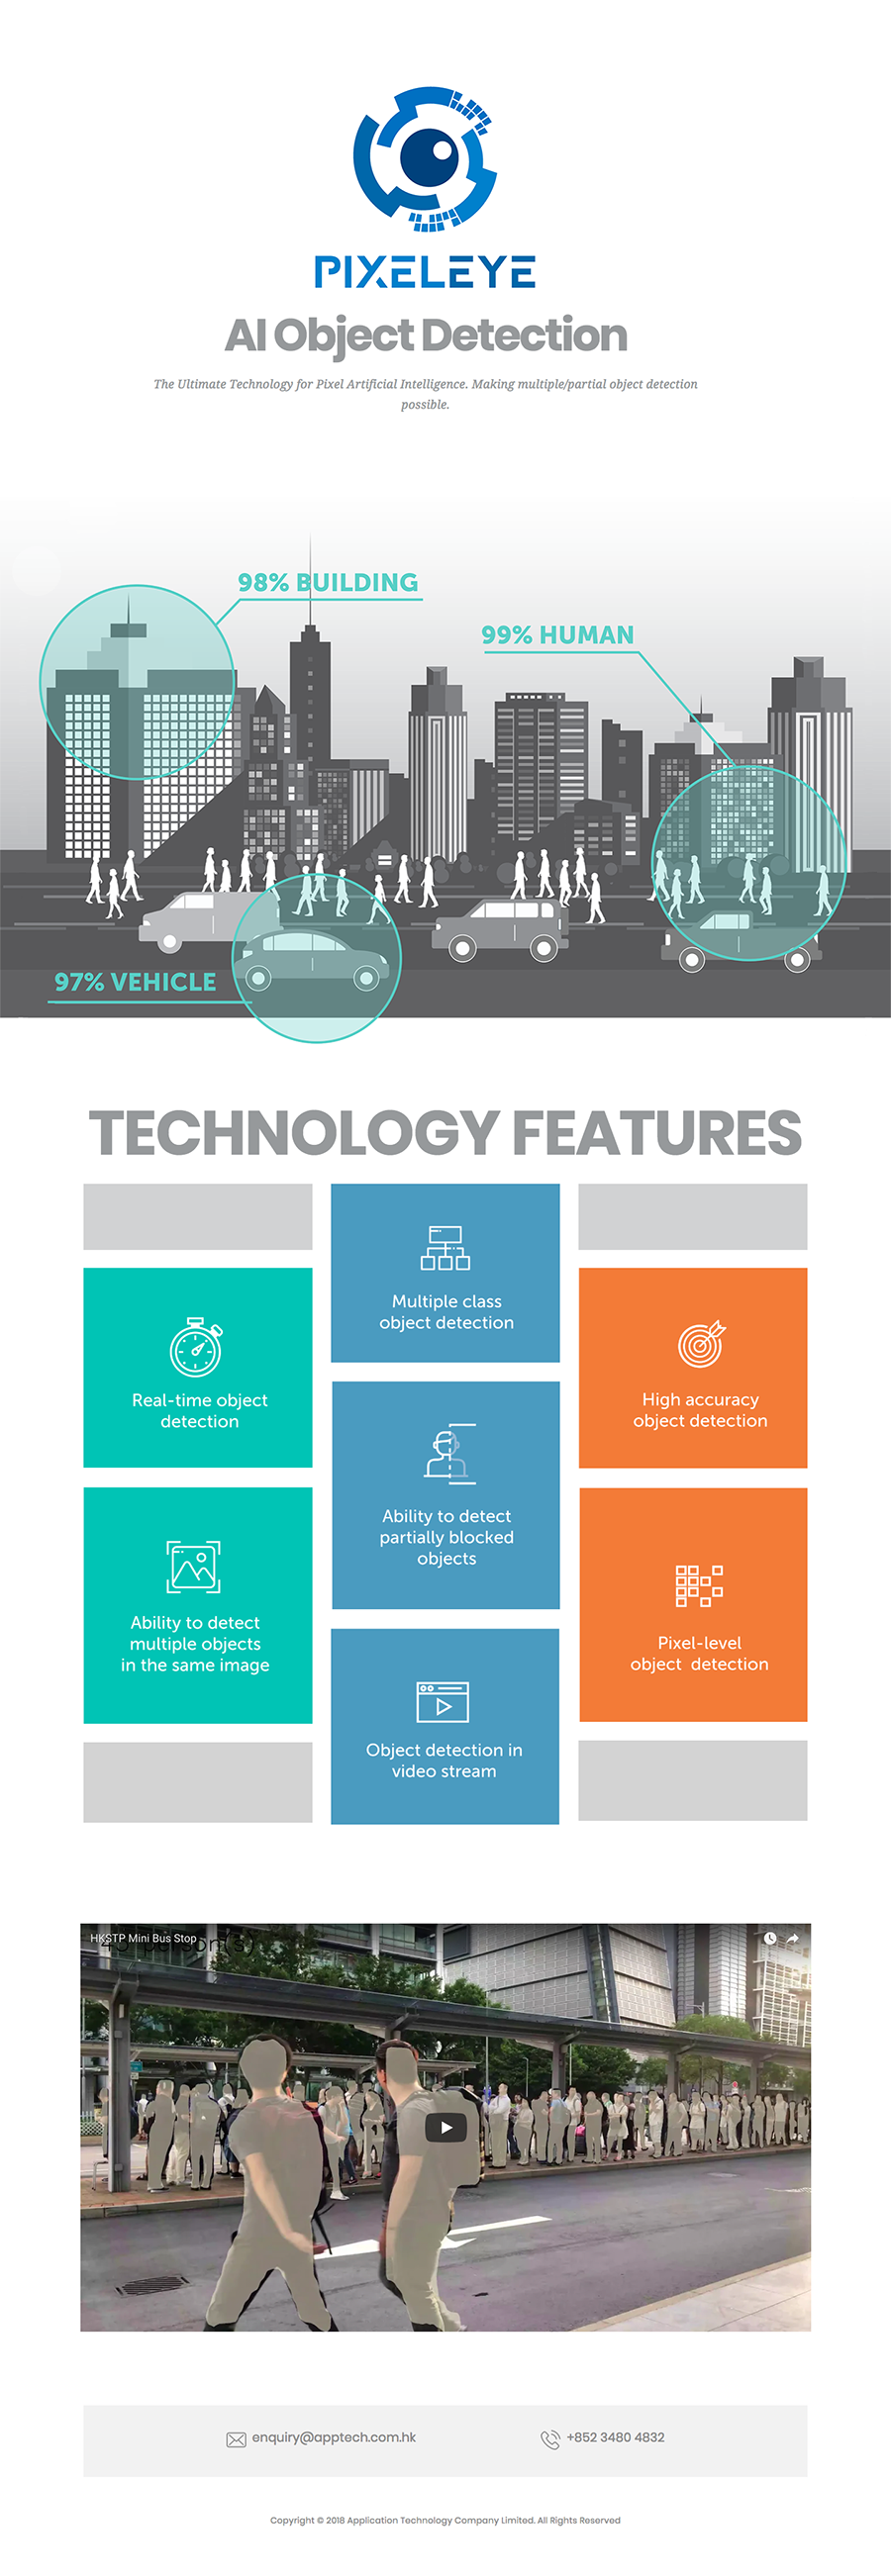 PIXELEYE
AI Object Detection
The Ultimate Technology for Pixel Artificial Intelligence. Making multiple/partial object detection
possible.
98% BUILDING
99% HUMAN
97% VEHICLE
TECHNOLOGY FEATURES
Multiple class
object detection
Real-time object
detection
High accuracy
object detection
Ability to detect
partially blocked
objects
Ability to detect
multiple objects
in the same image
Pixel-level
object detection
Object detection in
video stream
HKSTP Mini Bus Stop
person(s)
enquiry@apptech.com.hk
+852 3480 4832
Copyright © 2018 Application Technology Company Limited. All Rights Reserved